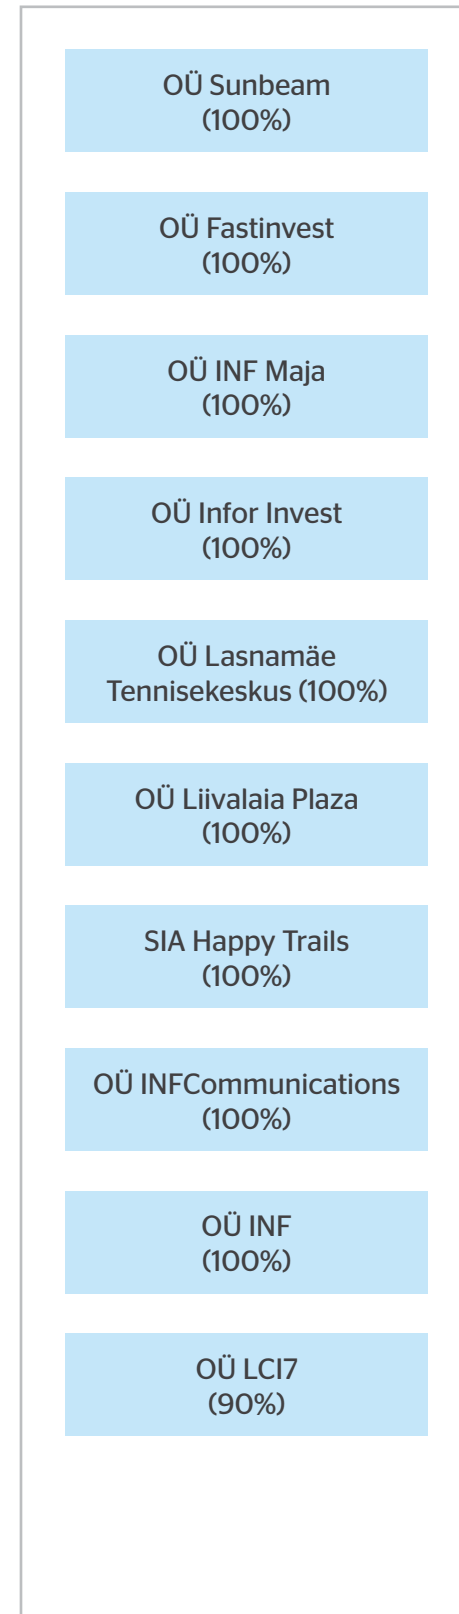 OÜ Sunbeam
(100%)
OÜ Fastinvest
(100%)
OÜ INF Maja
(100%)
OÜ Infor Invest
(100%)
OÜ Lasnamäe
Tennisekeskus (100%)
OÜ Liivalaia Plaza
(100%)
SIA Happy Trails
(100%)
OÜ INFCommunications
(100%)
OÜ INF
(100%)
OÜ LCI7
(90%)